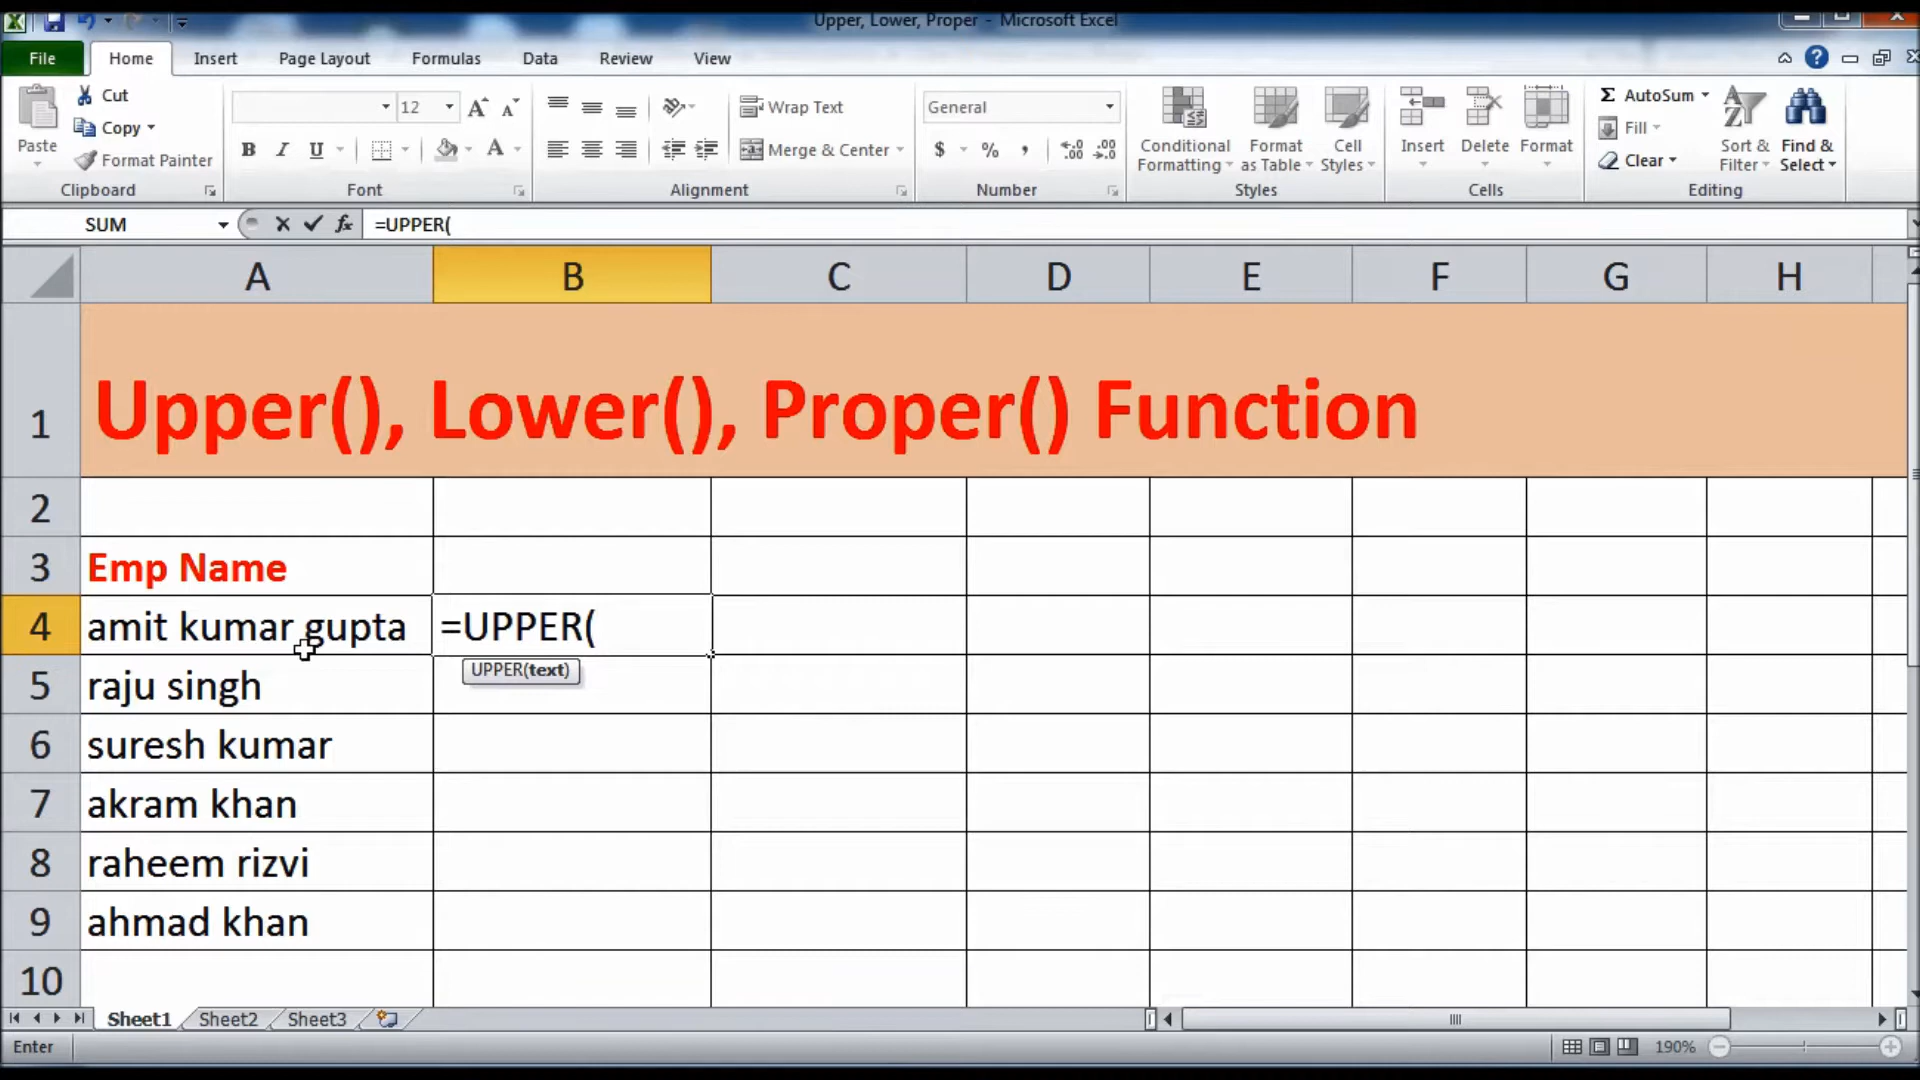 Upper, Lower, Proper - Microsoft Excel
File Home Insert Page Layout Formulas Data Review View
Cut
Copy
Format Painter
Paste
Clipboard
12
B I U A
Font
Wrap Text
Merge & Center
Alignment
General
$ % ,
Number
Conditional Formatting
Format as Table
Cell Styles
Styles
Insert Delete Format
Cells
Σ AutoSum
Fill
Clear
Sort & Filter
Find & Select
Editing
SUM fx =UPPER(
A B C D E F G H
1 Upper(), Lower(), Proper() Function
2
3 Emp Name
4 amit kumar gupta =UPPER(
UPPER(text)
5 raju singh
6 suresh kumar
7 akram khan
8 raheem rizvi
9 ahmad khan
10
Sheet1 Sheet2 Sheet3
Enter 190%